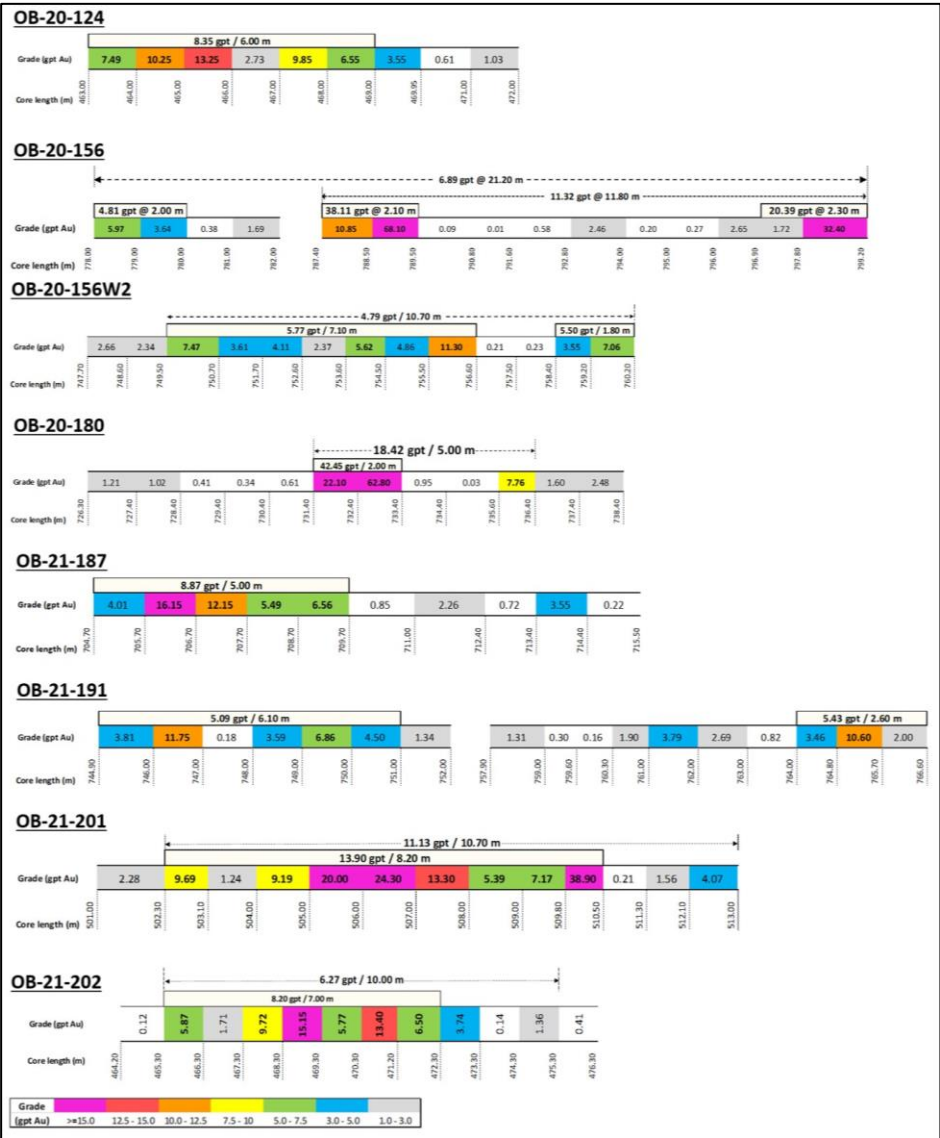 OB-20-124
8.35 gpt / 6.00 m
Grade (gpt Au) 7.49 10.25 13.25 2.73 9.85 6.55 3.55 0.61 1.03
Core length (m) 463.00 464.00 465.00 466.00 467.00 468.00 469.00 469.95 471.00 472.00
OB-20-156
6.89 gpt @ 21.20 m
11.32 gpt @ 11.80 m
4.81 gpt @ 2.00 m 38.11 gpt @ 2.10 m 20.39 gpt @ 2.30 m
Grade (gpt Au) 5.97 3.64 0.38 1.69 10.85 68.10 0.09 0.01 0.58 2.46 0.20 0.27 2.65 1.72 32.40
Core length (m) 778.00 779.00 780.00 781.00 782.00 787.40 788.50 789.50 790.80 791.60 792.80 794.00 795.00 796.00 796.90 797.80 799.20
OB-20-156W2
4.79 gpt / 10.70 m
5.77 gpt / 7.10 m 5.50 gpt / 1.80 m
Grade (gpt Au) 2.66 2.34 7.47 3.61 4.11 2.37 5.62 4.86 11.30 0.21 0.23 3.55 7.06
Core length (m) 747.70 748.60 749.50 750.70 751.70 752.60 753.60 754.50 755.50 756.60 757.50 758.40 759.20 760.20
OB-20-180
18.42 gpt / 5.00 m
42.45 gpt / 2.00 m
Grade (gpt Au) 1.21 1.02 0.41 0.34 0.61 22.10 62.80 0.95 0.03 7.76 1.60 2.48
Core length (m) 726.30 727.40 728.40 729.40 730.40 731.40 732.40 733.40 734.40 735.60 736.40 737.40 738.40
OB-21-187
8.87 gpt / 5.00 m
Grade (gpt Au) 4.01 16.15 12.15 5.49 6.56 0.85 2.26 0.72 3.55 0.22
Core length (m) 704.70 705.70 706.70 707.70 708.70 709.70 711.00 712.40 713.40 714.40 715.50
OB-21-191
5.09 gpt / 6.10 m 5.43 gpt / 2.60 m
Grade (gpt Au) 3.81 11.75 0.18 3.59 6.86 4.50 1.34 1.31 0.30 0.16 1.90 3.79 2.69 0.82 3.46 10.60 2.00
Core length (m) 744.90 746.00 747.00 748.00 749.00 750.00 751.00 752.00 757.90 759.00 759.60 760.30 761.00 762.00 763.00 764.00 764.80 765.70 766.60
OB-21-201
11.13 gpt / 10.70 m
13.90 gpt / 8.20 m
Grade (gpt Au) 2.28 9.69 1.24 9.19 20.00 24.30 13.30 5.39 7.17 38.90 0.21 1.56 4.07
Core length (m) 501.00 502.30 503.10 504.00 505.00 506.00 507.00 508.00 509.00 509.80 510.50 511.30 512.10 513.00
OB-21-202
6.27 gpt / 10.00 m
8.20 gpt / 7.00 m
Grade (gpt Au) 0.12 5.87 1.71 9.72 15.15 5.77 13.40 6.50 3.74 0.14 1.36 0.41
Core length (m) 464.20 465.30 466.30 467.30 468.30 469.30 470.30 471.20 472.30 473.30 474.30 475.30 476.30
Grade
(gpt Au) >=15.0 12.5 - 15.0 10.0 - 12.5 7.5 - 10 5.0 - 7.5 3.0 - 5.0 1.0 - 3.0